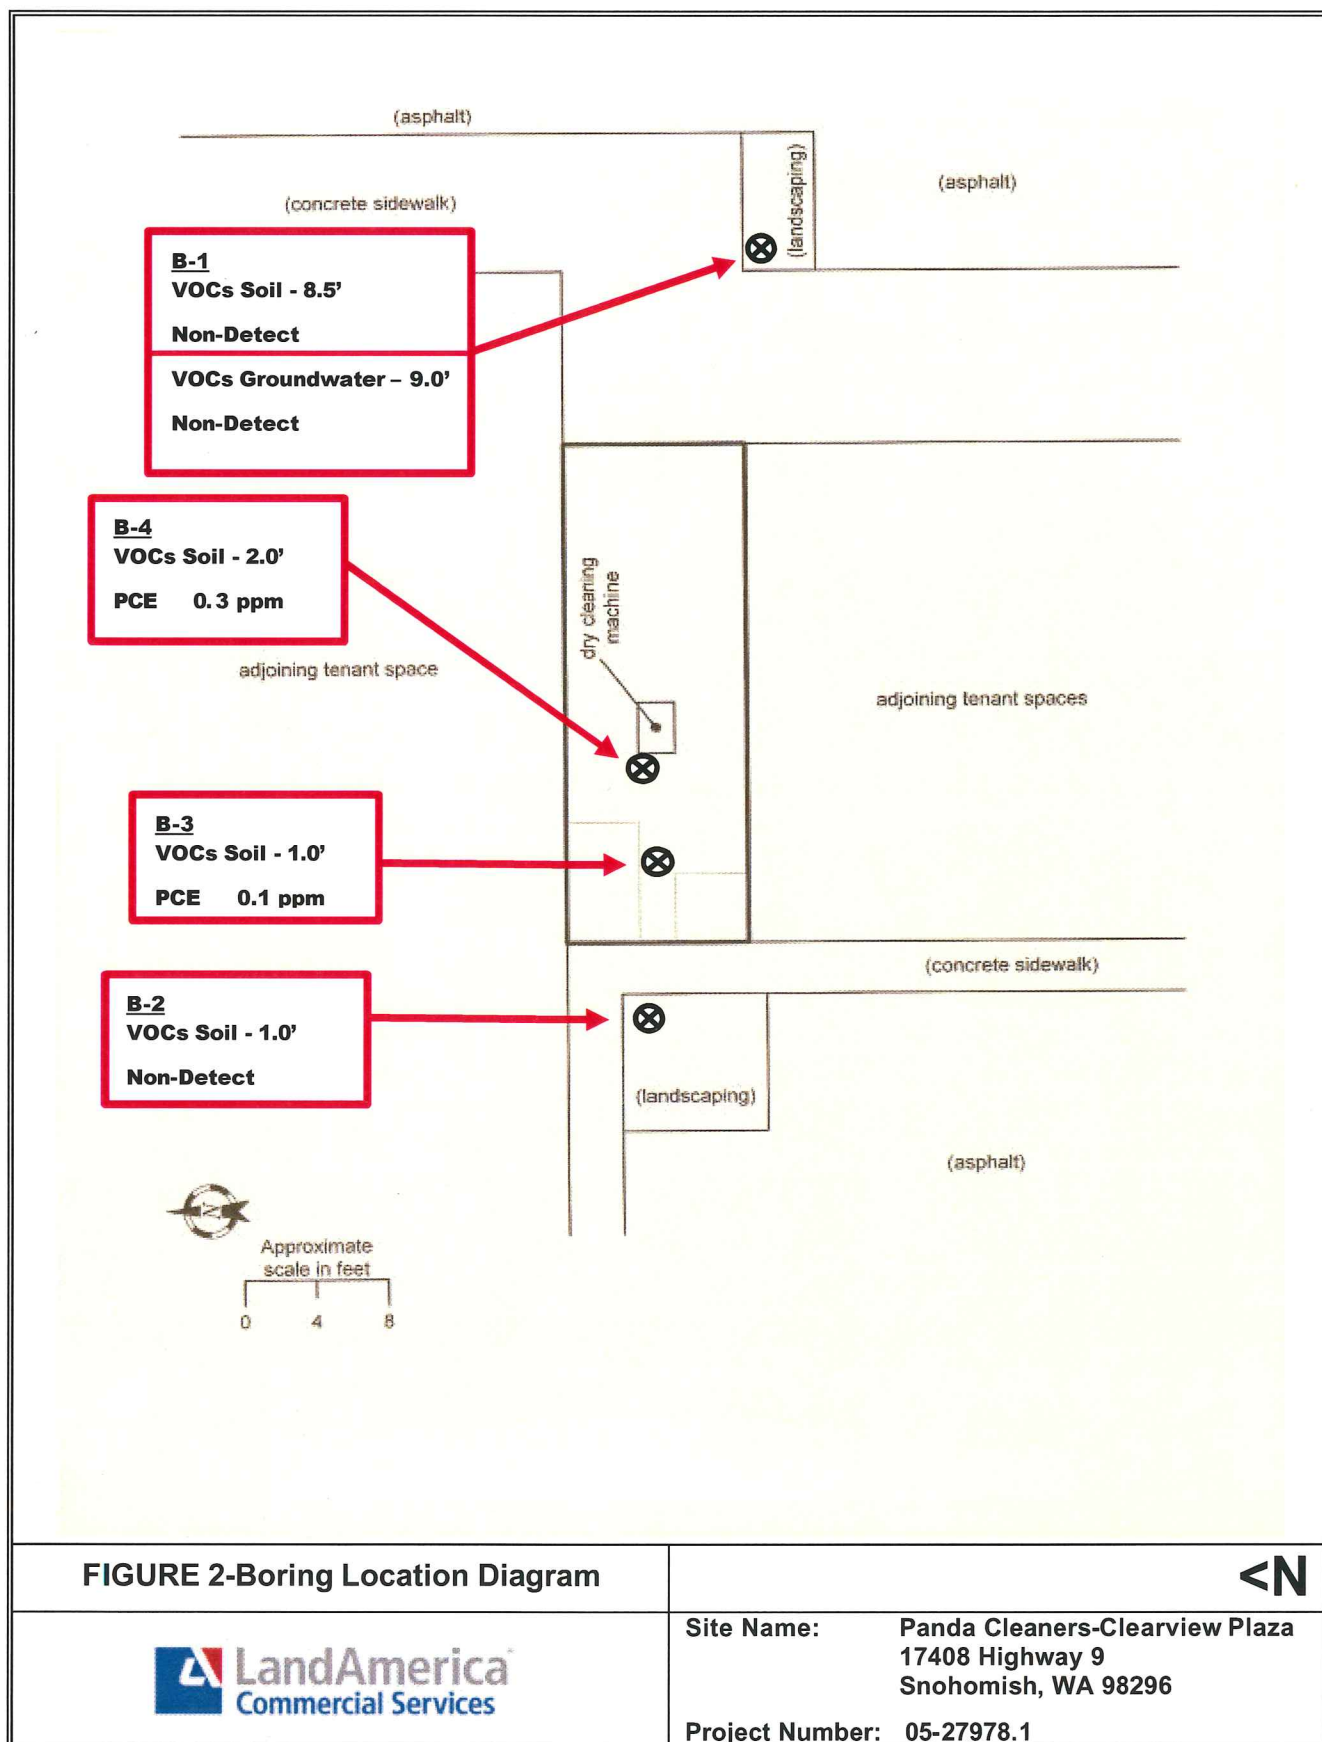 (asphalt)
(concrete sidewalk)
(landscaping)
(asphalt)
B-1
VOCs Soil - 8.5’
Non-Detect
VOCs Groundwater – 9.0’
Non-Detect
B-4
VOCs Soil - 2.0’
PCE 0.3 ppm
dry cleaning
machine
adjoining tenant space
adjoining tenant spaces
B-3
VOCs Soil - 1.0’
PCE 0.1 ppm
(concrete sidewalk)
B-2
VOCs Soil - 1.0’
Non-Detect
(landscaping)
(asphalt)
N
Approximate
scale in feet
0 4 8
FIGURE 2-Boring Location Diagram
<N
LandAmerica
Commercial Services
Site Name: Panda Cleaners-Clearview Plaza
17408 Highway 9
Snohomish, WA 98296
Project Number: 05-27978.1